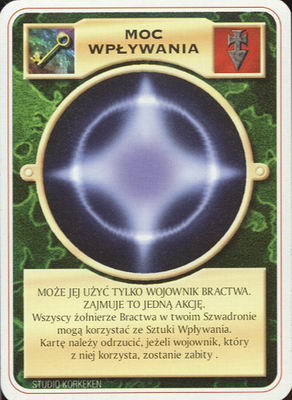 MOC
WPŁYWANIA
MOŻE JEJ UŻYĆ TYLKO WOJOWNIK BRACTWA.
ZAJMUJE TO JEDNĄ AKCJĘ.
Wszyscy żołnierze Bractwa w twoim Szwadronie
mogą korzystać ze Sztuki Wpływania.
Kartę należy odrzucić, jeżeli wojownik, który
z niej korzysta, zostanie zabity .
STUDIO KORKEKEN